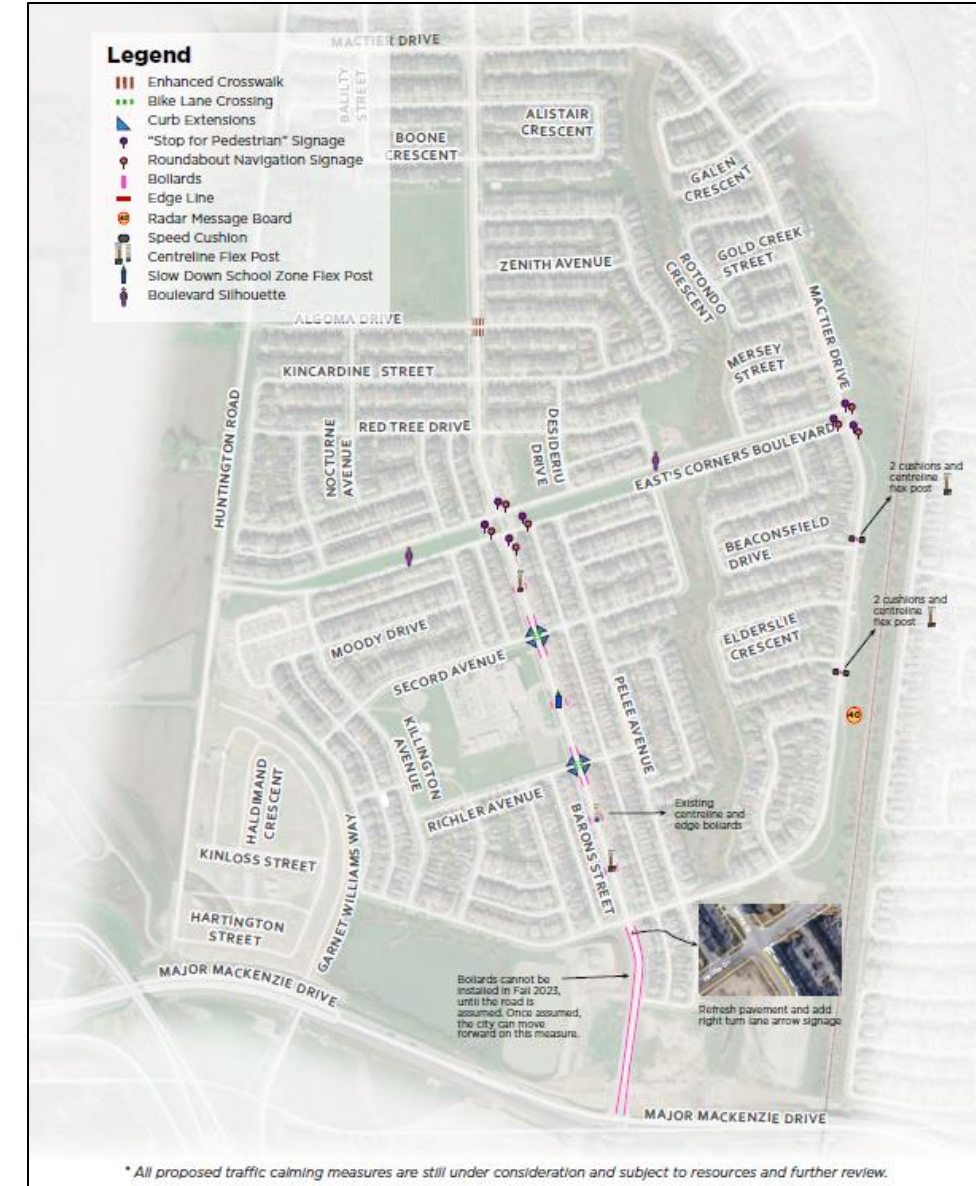 Legend
Enhanced Crosswalk
Bike Lane Crossing
Curb Extensions
"Stop for Pedestrian" Signage
Roundabout Navigation Signage
Bollards
Edge Line
40
Radar Message Board
Speed Cushion
Centreline Flex Post
Slow Down School Zone Flex Post
Boulevard Silhouette
MACTIER DRIVE
BALILTY
STREET
BOONE
CRESCENT
ALISTAIR
CRESCENT
GALEN
CRESCENT
GOLD CREEK
STREET
ROTONDO
CRESCENT
ZENITH AVENUE
MACTIER DRIVE
ALGOMA DRIVE
KINCARDINE STREET
MERSEY
STREET
HUNTINGTON ROAD
NOCTURNE
AVENUE
RED TREE DRIVE
DESIDERIU
DRIVE
EAST'S CORNERS BOULEVARD
2 cushions and
centreline
flex post
BEACONSFIELD
DRIVE
2 cushions and
centreline
flex post
MOODY DRIVE
ELDERSLIE
CRESCENT
SECORD AVENUE
PELEE AVENUE
40
KILLINGTON
AVENUE
HALDIMAND
CRESCENT
RICHLER AVENUE
BARONS STREET
Existing
centreline and
edge bollards
KINLOSS STREET
GARNET WILLIAMS WAY
HARTINGTON
STREET
MAJOR MACKENZIE DRIVE
Bollards cannot be
installed in Fall 2023,
until the road is
assumed. Once assumed,
the city can move
forward on this measure.
Refresh pavement and add
right turn lane arrow signage
MAJOR MACKENZIE DRIVE
* All proposed traffic calming measures are still under consideration and subject to resources and further review.